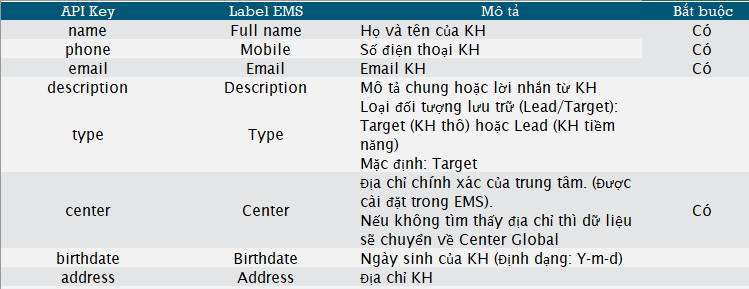 API Key Label EMS Mô tả Bắt buộc
name Full name Họ và tên của KH Có
phone Mobile Số điện thoại KH Có
email Email Email KH Có
description Description Mô tả chung hoặc lời nhắn từ KH
Loại đối tượng lưu trữ (Lead/Target):
type Type Target (KH thô) hoặc Lead (KH tiềm
năng)
Mặc định: Target
Địa chỉ chính xác của trung tâm. (Được
cài đặt trong EMS).
center Center Nếu không tìm thấy địa chỉ thì dữ liệu Có
sẽ chuyển về Center Global
birthdate Birthdate Ngày sinh của KH (Định dạng: Y-m-d)
address Address Địa chỉ KH